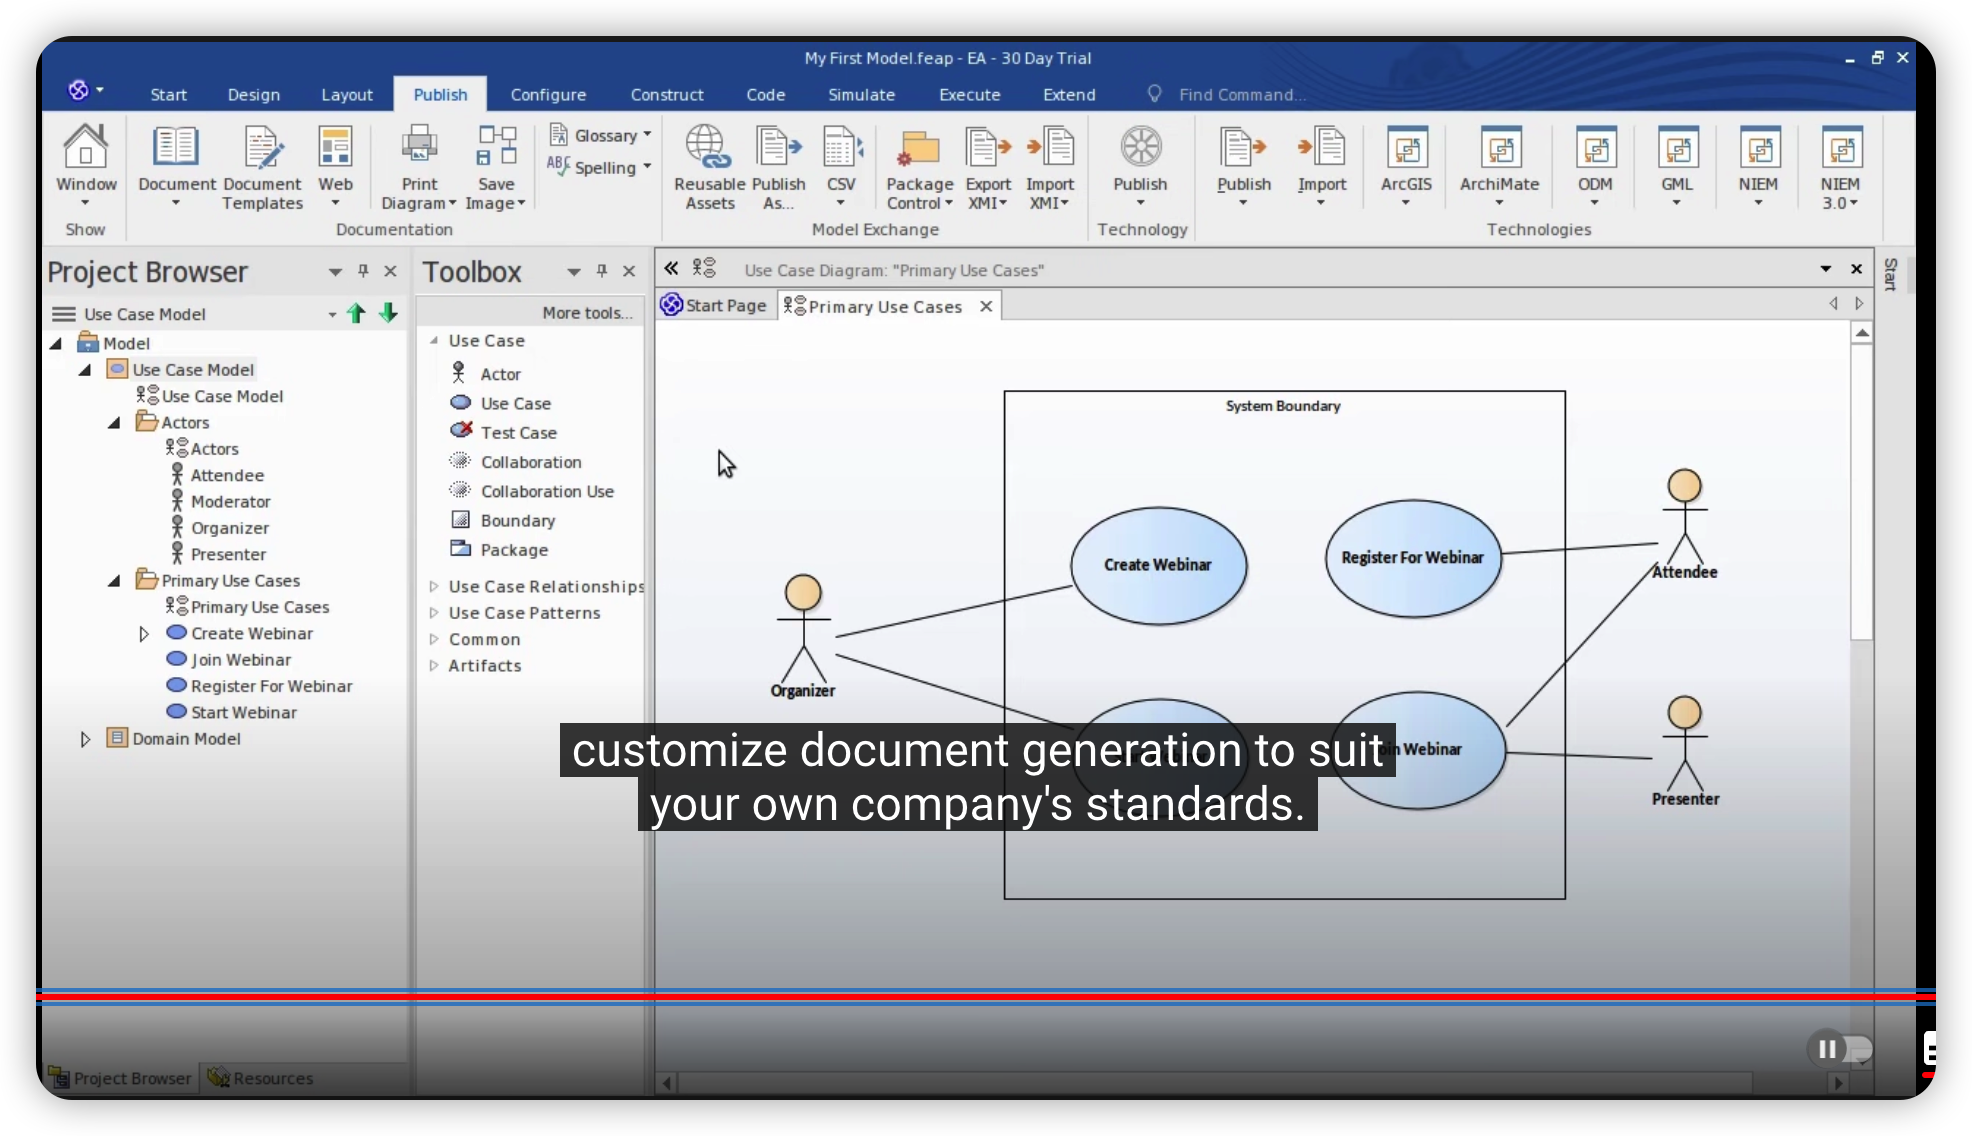 My First Model.feap - EA - 30 Day Trial
Start Design Layout Publish Configure Construct Code Simulate Execute Extend Find Command...
Window
Show
Document
Document Templates
Web
Print Diagram
Save Image
Glossary
ABC Spelling
Documentation
Reusable Assets
Publish As...
CSV
Package Control
Export XMI
Import XMI
Model Exchange
Publish
Technology
Publish
Import
ArcGIS
ArchiMate
ODM
GML
NIEM
NIEM 3.0
Technologies
Project Browser
Use Case Model
Model
Use Case Model
Use Case Model
Actors
Actors
Attendee
Moderator
Organizer
Presenter
Primary Use Cases
Primary Use Cases
Create Webinar
Join Webinar
Register For Webinar
Start Webinar
Domain Model
Project Browser Resources
Toolbox
More tools...
Use Case
Actor
Use Case
Test Case
Collaboration
Collaboration Use
Boundary
Package
Use Case Relationships
Use Case Patterns
Common
Artifacts
Use Case Diagram: "Primary Use Cases"
Start Page Primary Use Cases
Start
System Boundary
Create Webinar
Register For Webinar
Attendee
Organizer
Webinar
Presenter
customize document generation to suit
your own company's standards.